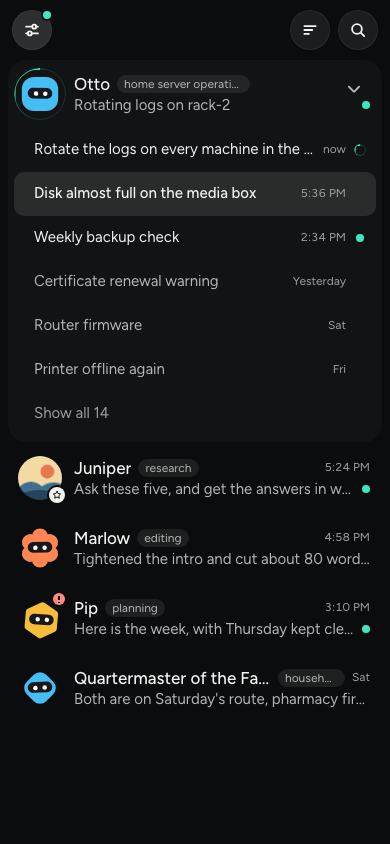 Otto home server operati...
Rotating logs on rack-2
Rotate the logs on every machine in the ... now
Disk almost full on the media box 5:36 PM
Weekly backup check 2:34 PM
Certificate renewal warning Yesterday
Router firmware Sat
Printer offline again Fri
Show all 14
Juniper research 5:24 PM
Ask these five, and get the answers in w...
Marlow editing 4:58 PM
Tightened the intro and cut about 80 word...
Pip planning 3:10 PM
Here is the week, with Thursday kept cle...
Quartermaster of the Fa... househ... Sat
Both are on Saturday's route, pharmacy fir...